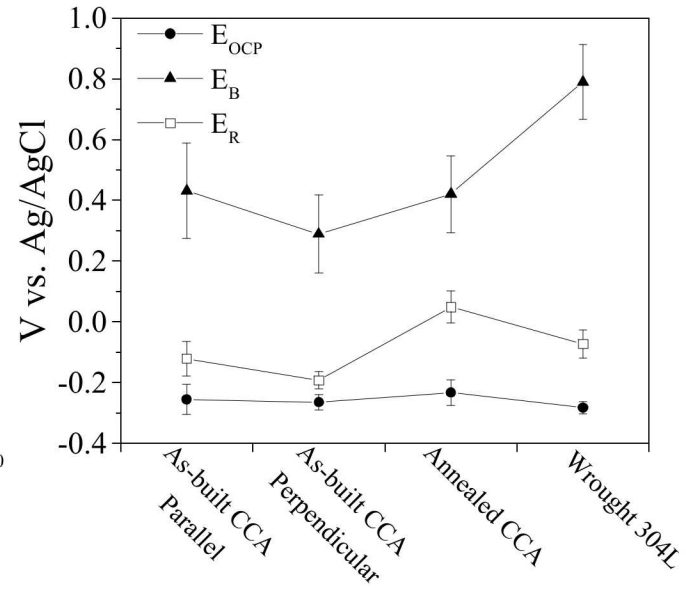 1.0
0.8
0.6
0.4
0.2
0.0
-0.2
-0.4
V vs. Ag/AgCl
E_OCP
E_B
E_R
As-built CCA
Parallel
As-built CCA
Perpendicular
Annealed CCA
Wrought 304L
0